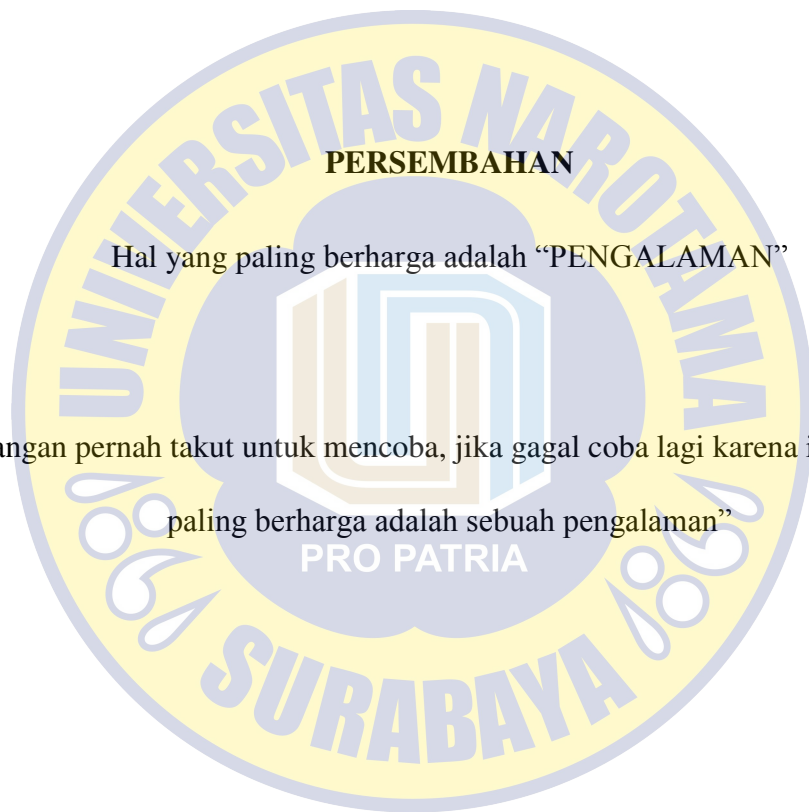 UNIVERSITAS NAROTAMA
PERSEMBAHAN
Hal yang paling berharga adalah “PENGALAMAN”
pernah takut untuk mencoba, jika gagal coba lagi karena
paling berharga adalah sebuah pengalaman”
PRO PATRIA
SURABAYA